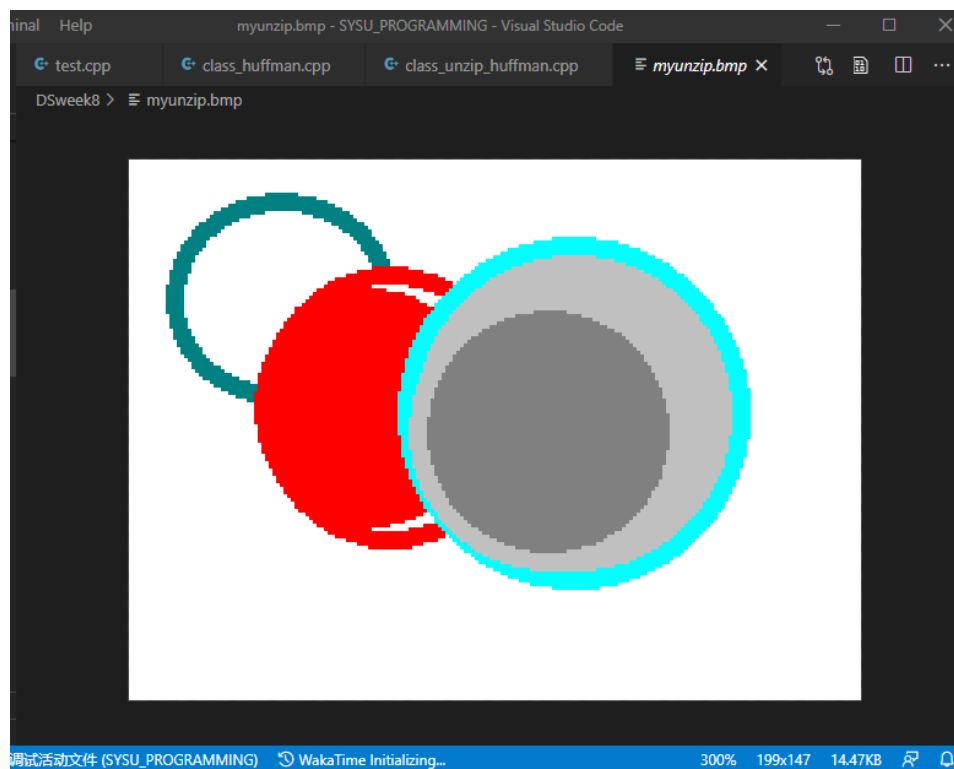 Help myunzip.bmp - SYSU_PROGRAMMING - Visual Studio Code
test.cpp class_huffman.cpp class_unzip_huffman.cpp myunzip.bmp
DSweek8 > myunzip.bmp
调试活动文件 (SYSU_PROGRAMMING) WakaTime Initializing... 300% 199x147 14.47KB